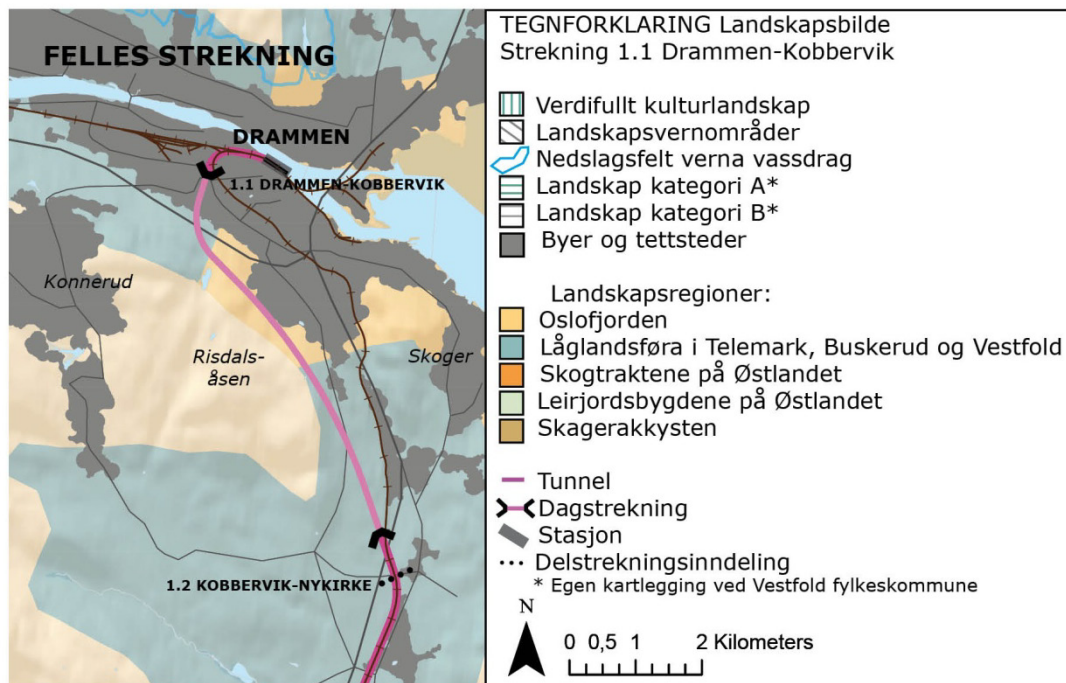 FELLES STREKNING
DRAMMEN
1.1 DRAMMEN-KOBBERVIK
Konnerud
Risdals-
åsen
Skoger
1.2 KOBBERVIK-NYKIRKE
TEGNFORKLARING Landskapsbilde
Strekning 1.1 Drammen-Kobbervik
Verdifullt kulturlandskap
Landskapsvernområder
Nedslagsfelt verna vassdrag
Landskap kategori A*
Landskap kategori B*
Byer og tettsteder
Landskapsregioner:
Oslofjorden
Låglandsføra i Telemark, Buskerud og Vestfold
Skogtraktene på Østlandet
Leirjordsbygdene på Østlandet
Skagerakkysten
Tunnel
Dagstrekning
Stasjon
Delstrekningsinndeling
* Egen kartlegging ved Vestfold fylkeskommune
N
0 0,5 1 2 Kilometers